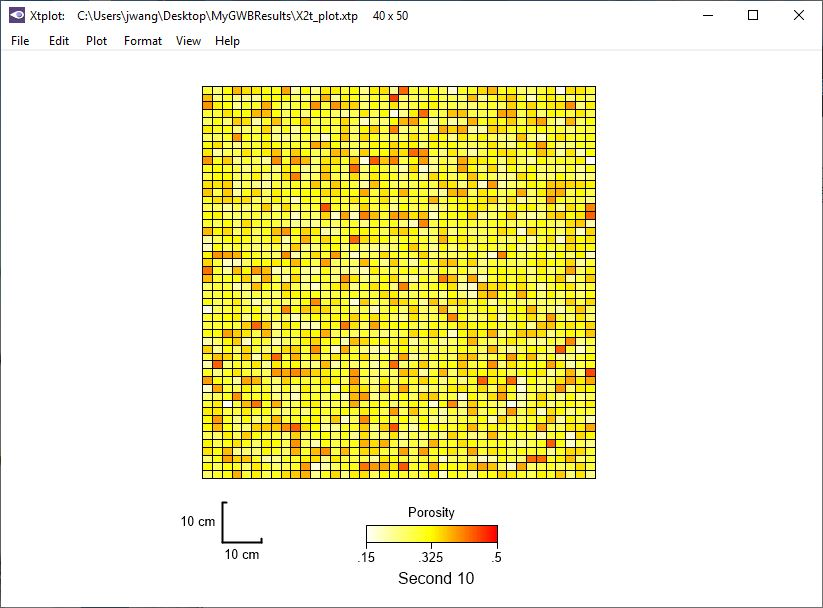 Xtplot: C:\Users\jwang\Desktop\MyGWBResults\X2t_plot.xtp 40 x 50
File Edit Plot Format View Help
10 cm
10 cm
Porosity
.15 .325 .5
Second 10